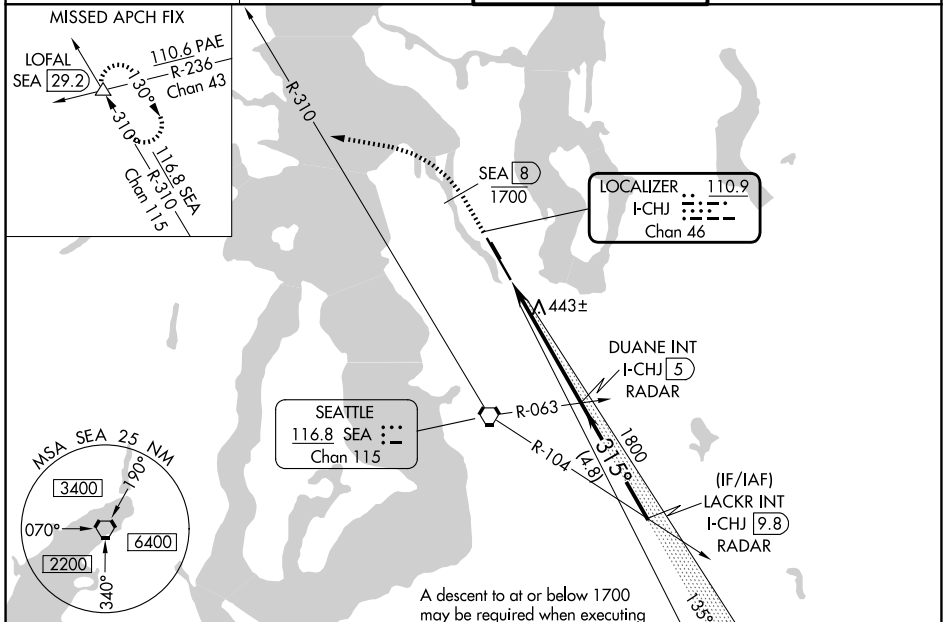 MISSED APCH FIX
LOFAL
SEA 29.2
110.6 PAE
R-236
Chan 43
130°
310°
116.8 SEA
R-310
Chan 115
R-310
SEA 8
1700
LOCALIZER 110.9
I-CHJ
Chan 46
443±
DUANE INT
I-CHJ 5
RADAR
SEATTLE
116.8 SEA
Chan 115
R-063
R-104
1800
315°
(4.8)
(IF/IAF)
LACKR INT
I-CHJ 9.8
RADAR
135°
MSA SEA 25 NM
3400
190°
070°
6400
2200
340°
A descent to at or below 1700
may be required when executing